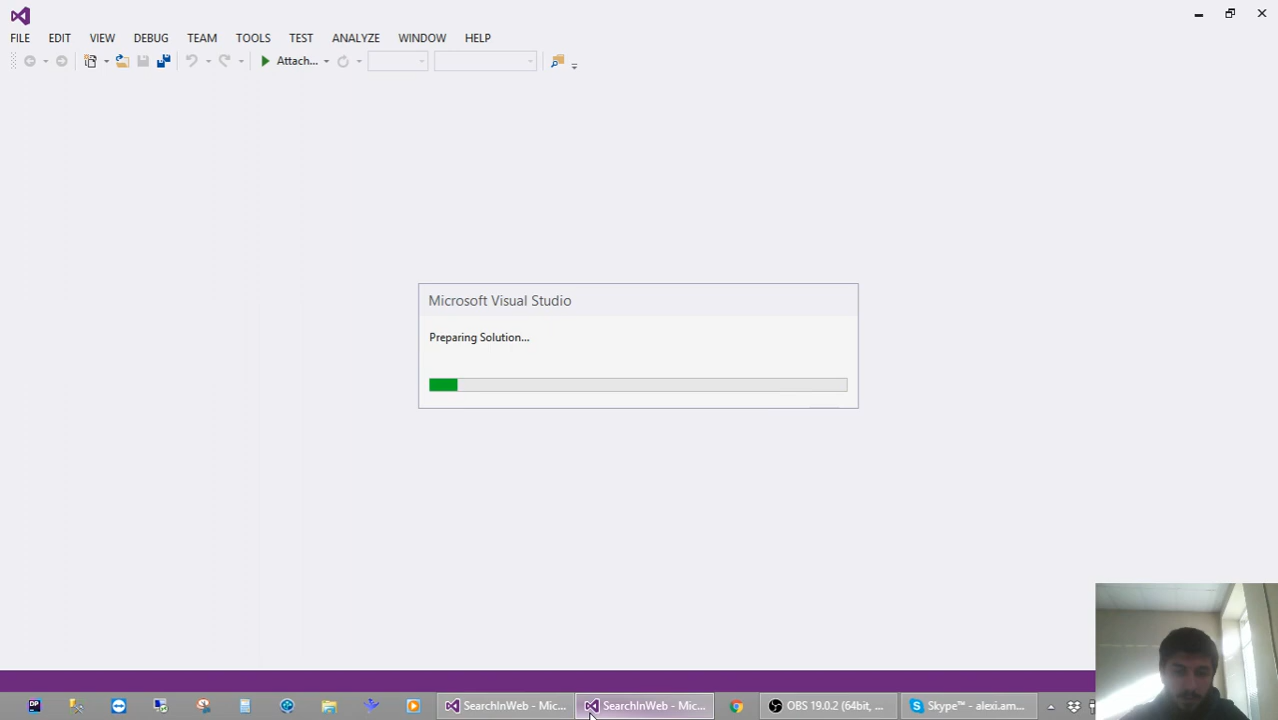 FILE EDIT VIEW DEBUG TEAM TOOLS TEST ANALYZE WINDOW HELP
Attach...
Microsoft Visual Studio
Preparing Solution...
SearchInWeb - Mic... SearchInWeb - Mic... OBS 19.0.2 (64bit, ... Skype™ - alexi.am...